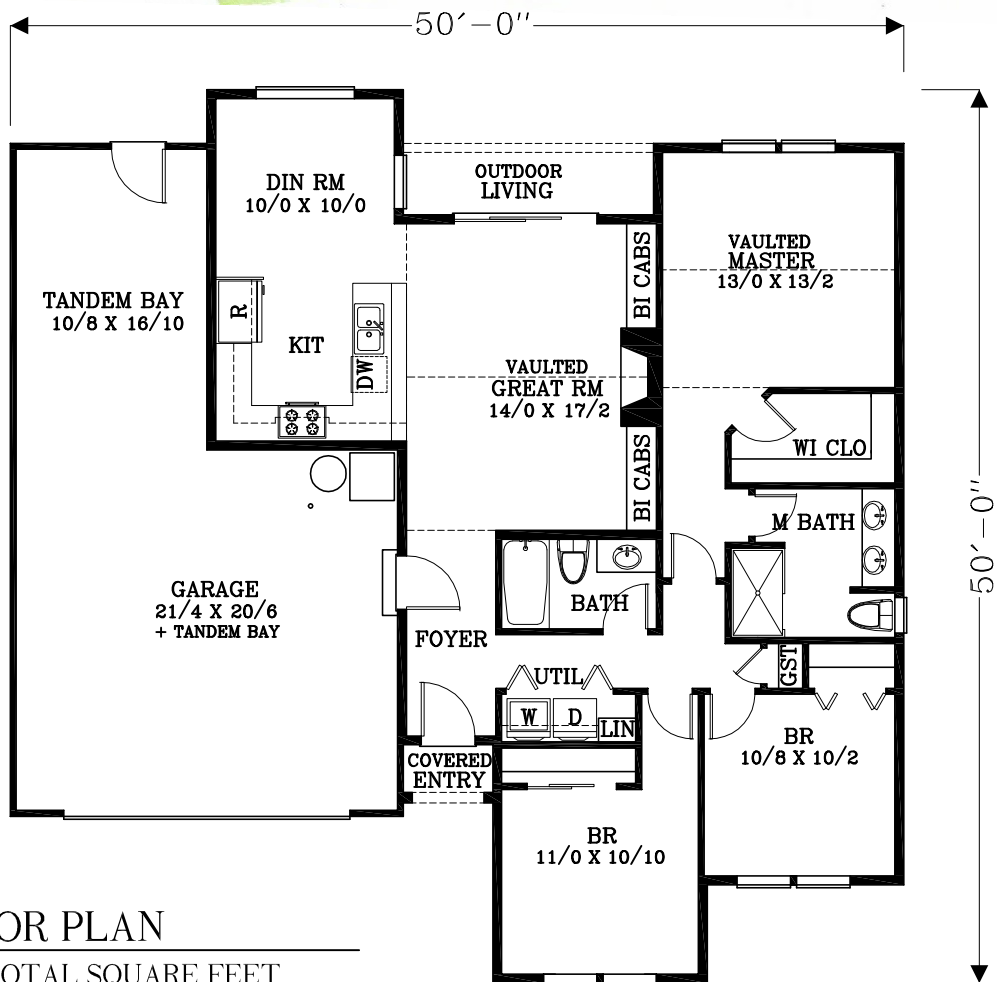 50'-0"
OUTDOOR
LIVING
DIN RM
10/0 X 10/0
BI CABS
VAULTED
MASTER
13/0 X 13/2
TANDEM BAY
10/8 X 16/10
R
KIT
DW
VAULTED
GREAT RM
14/0 X 17/2
WI CLO
BI CABS
M BATH
50'-0"
GARAGE
21/4 X 20/6
+ TANDEM BAY
BATH
FOYER
UTIL
GST
W
D
LIN
BR
10/8 X 10/2
COVERED
ENTRY
BR
11/0 X 10/10
OR PLAN
OTAL SQUARE FEET